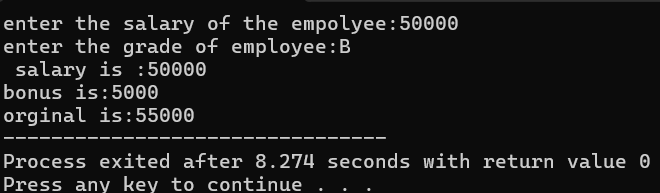 enter the salary of the empolyee:50000
enter the grade of employee:B
 salary is :50000
bonus is:5000
orginal is:55000
--------------------------------
Process exited after 8.274 seconds with return value 0
Press any key to continue . . .